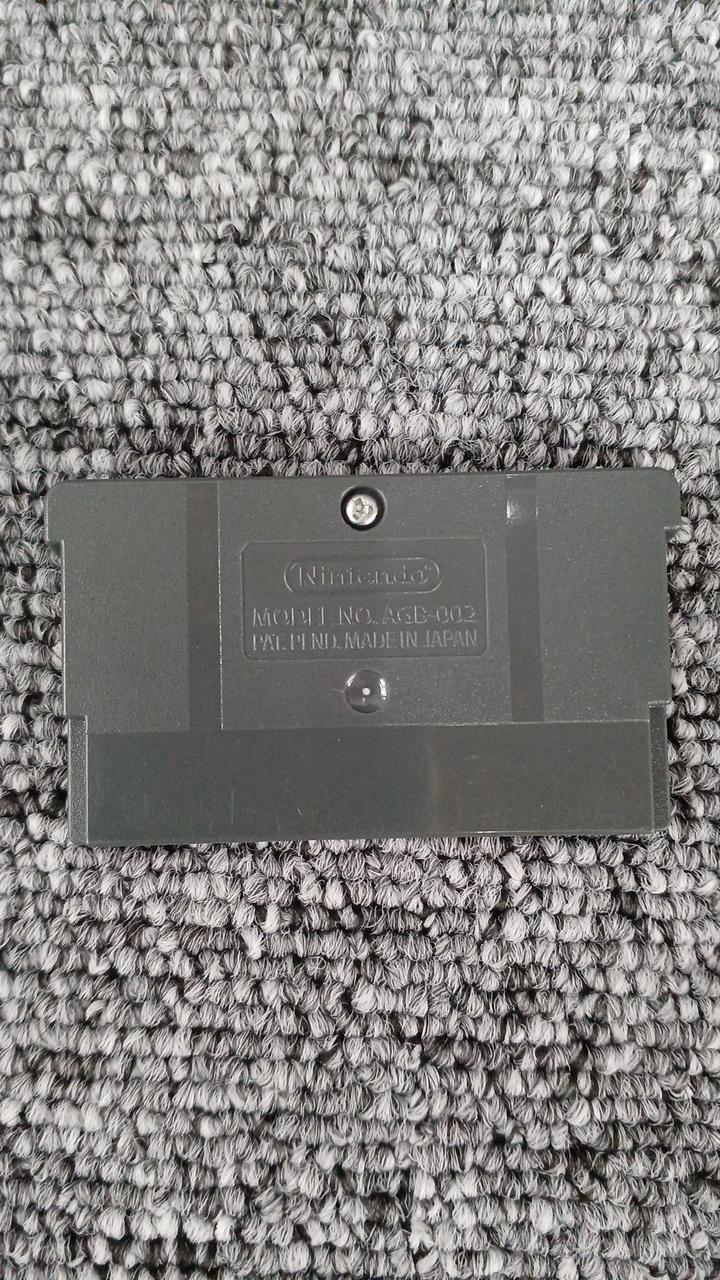 Nintendo®
MODEL NO. AGB-002
PAT. PEND. MADE IN JAPAN